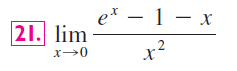 21. lim x→0 (e^x − 1 − x) / x^2